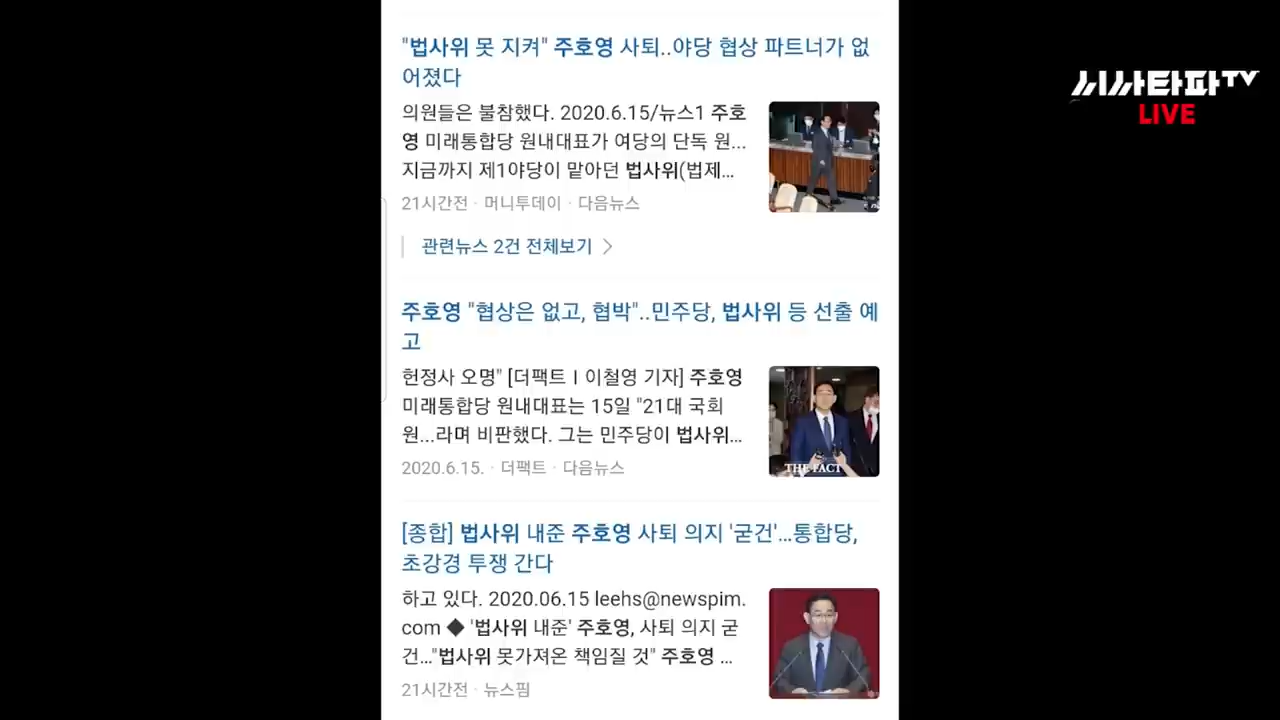 "법사위 못 지켜" 주호영 사퇴..야당 협상 파트너가 없
어졌다
의원들은 불참했다. 2020.6.15/뉴스1 주호
영 미래통합당 원내대표가 여당의 단독 원...
지금까지 제1야당이 맡아던 법사위(법제...
21시간전 · 머니투데이 · 다음뉴스
관련뉴스 2건 전체보기 >
주호영 "협상은 없고, 협박"..민주당, 법사위 등 선출 예
고
헌정사 오명" [더팩트ㅣ이철영 기자] 주호영
미래통합당 원내대표는 15일 "21대 국회
원...라며 비판했다. 그는 민주당이 법사위...
2020.6.15. · 더팩트 · 다음뉴스
THE FACT
[종합] 법사위 내준 주호영 사퇴 의지 '굳건'...통합당,
초강경 투쟁 간다
하고 있다. 2020.06.15 leehs@newspim.
com ◆ '법사위 내준' 주호영, 사퇴 의지 굳
건..."법사위 못가져온 책임질 것" 주호영 ...
21시간전 · 뉴스핌
시사타파TV
LIVE